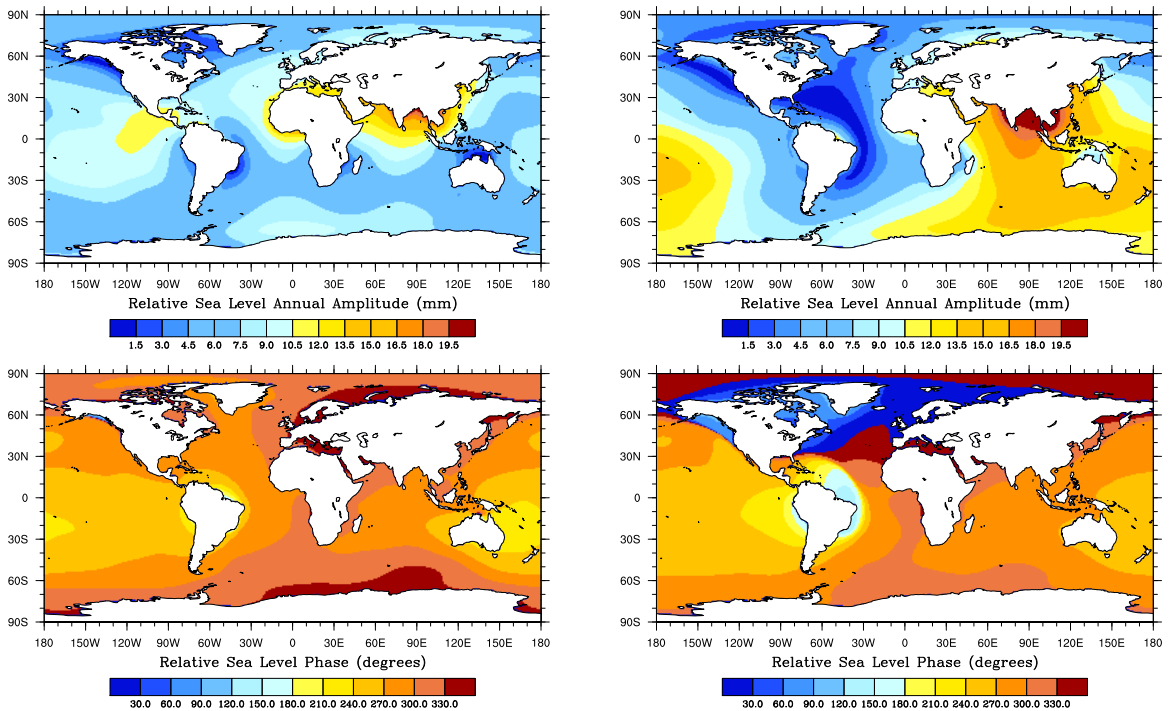 90N
60N
30N
0
30S
60S
90S
180 150W 120W 90W 60W 30W 0 30E 60E 90E 120E 150E 180
Relative Sea Level Annual Amplitude (mm)
1.5 3.0 4.5 6.0 7.5 9.0 10.5 12.0 13.5 15.0 16.5 18.0 19.5
90N
60N
30N
0
30S
60S
90S
180 150W 120W 90W 60W 30W 0 30E 60E 90E 120E 150E 180
Relative Sea Level Annual Amplitude (mm)
1.5 3.0 4.5 6.0 7.5 9.0 10.5 12.0 13.5 15.0 16.5 18.0 19.5
90N
60N
30N
0
30S
60S
90S
180 150W 120W 90W 60W 30W 0 30E 60E 90E 120E 150E 180
Relative Sea Level Phase (degrees)
30.0 60.0 90.0 120.0 150.0 180.0 210.0 240.0 270.0 300.0 330.0
90N
60N
30N
0
30S
60S
90S
180 150W 120W 90W 60W 30W 0 30E 60E 90E 120E 150E 180
Relative Sea Level Phase (degrees)
30.0 60.0 90.0 120.0 150.0 180.0 210.0 240.0 270.0 300.0 330.0